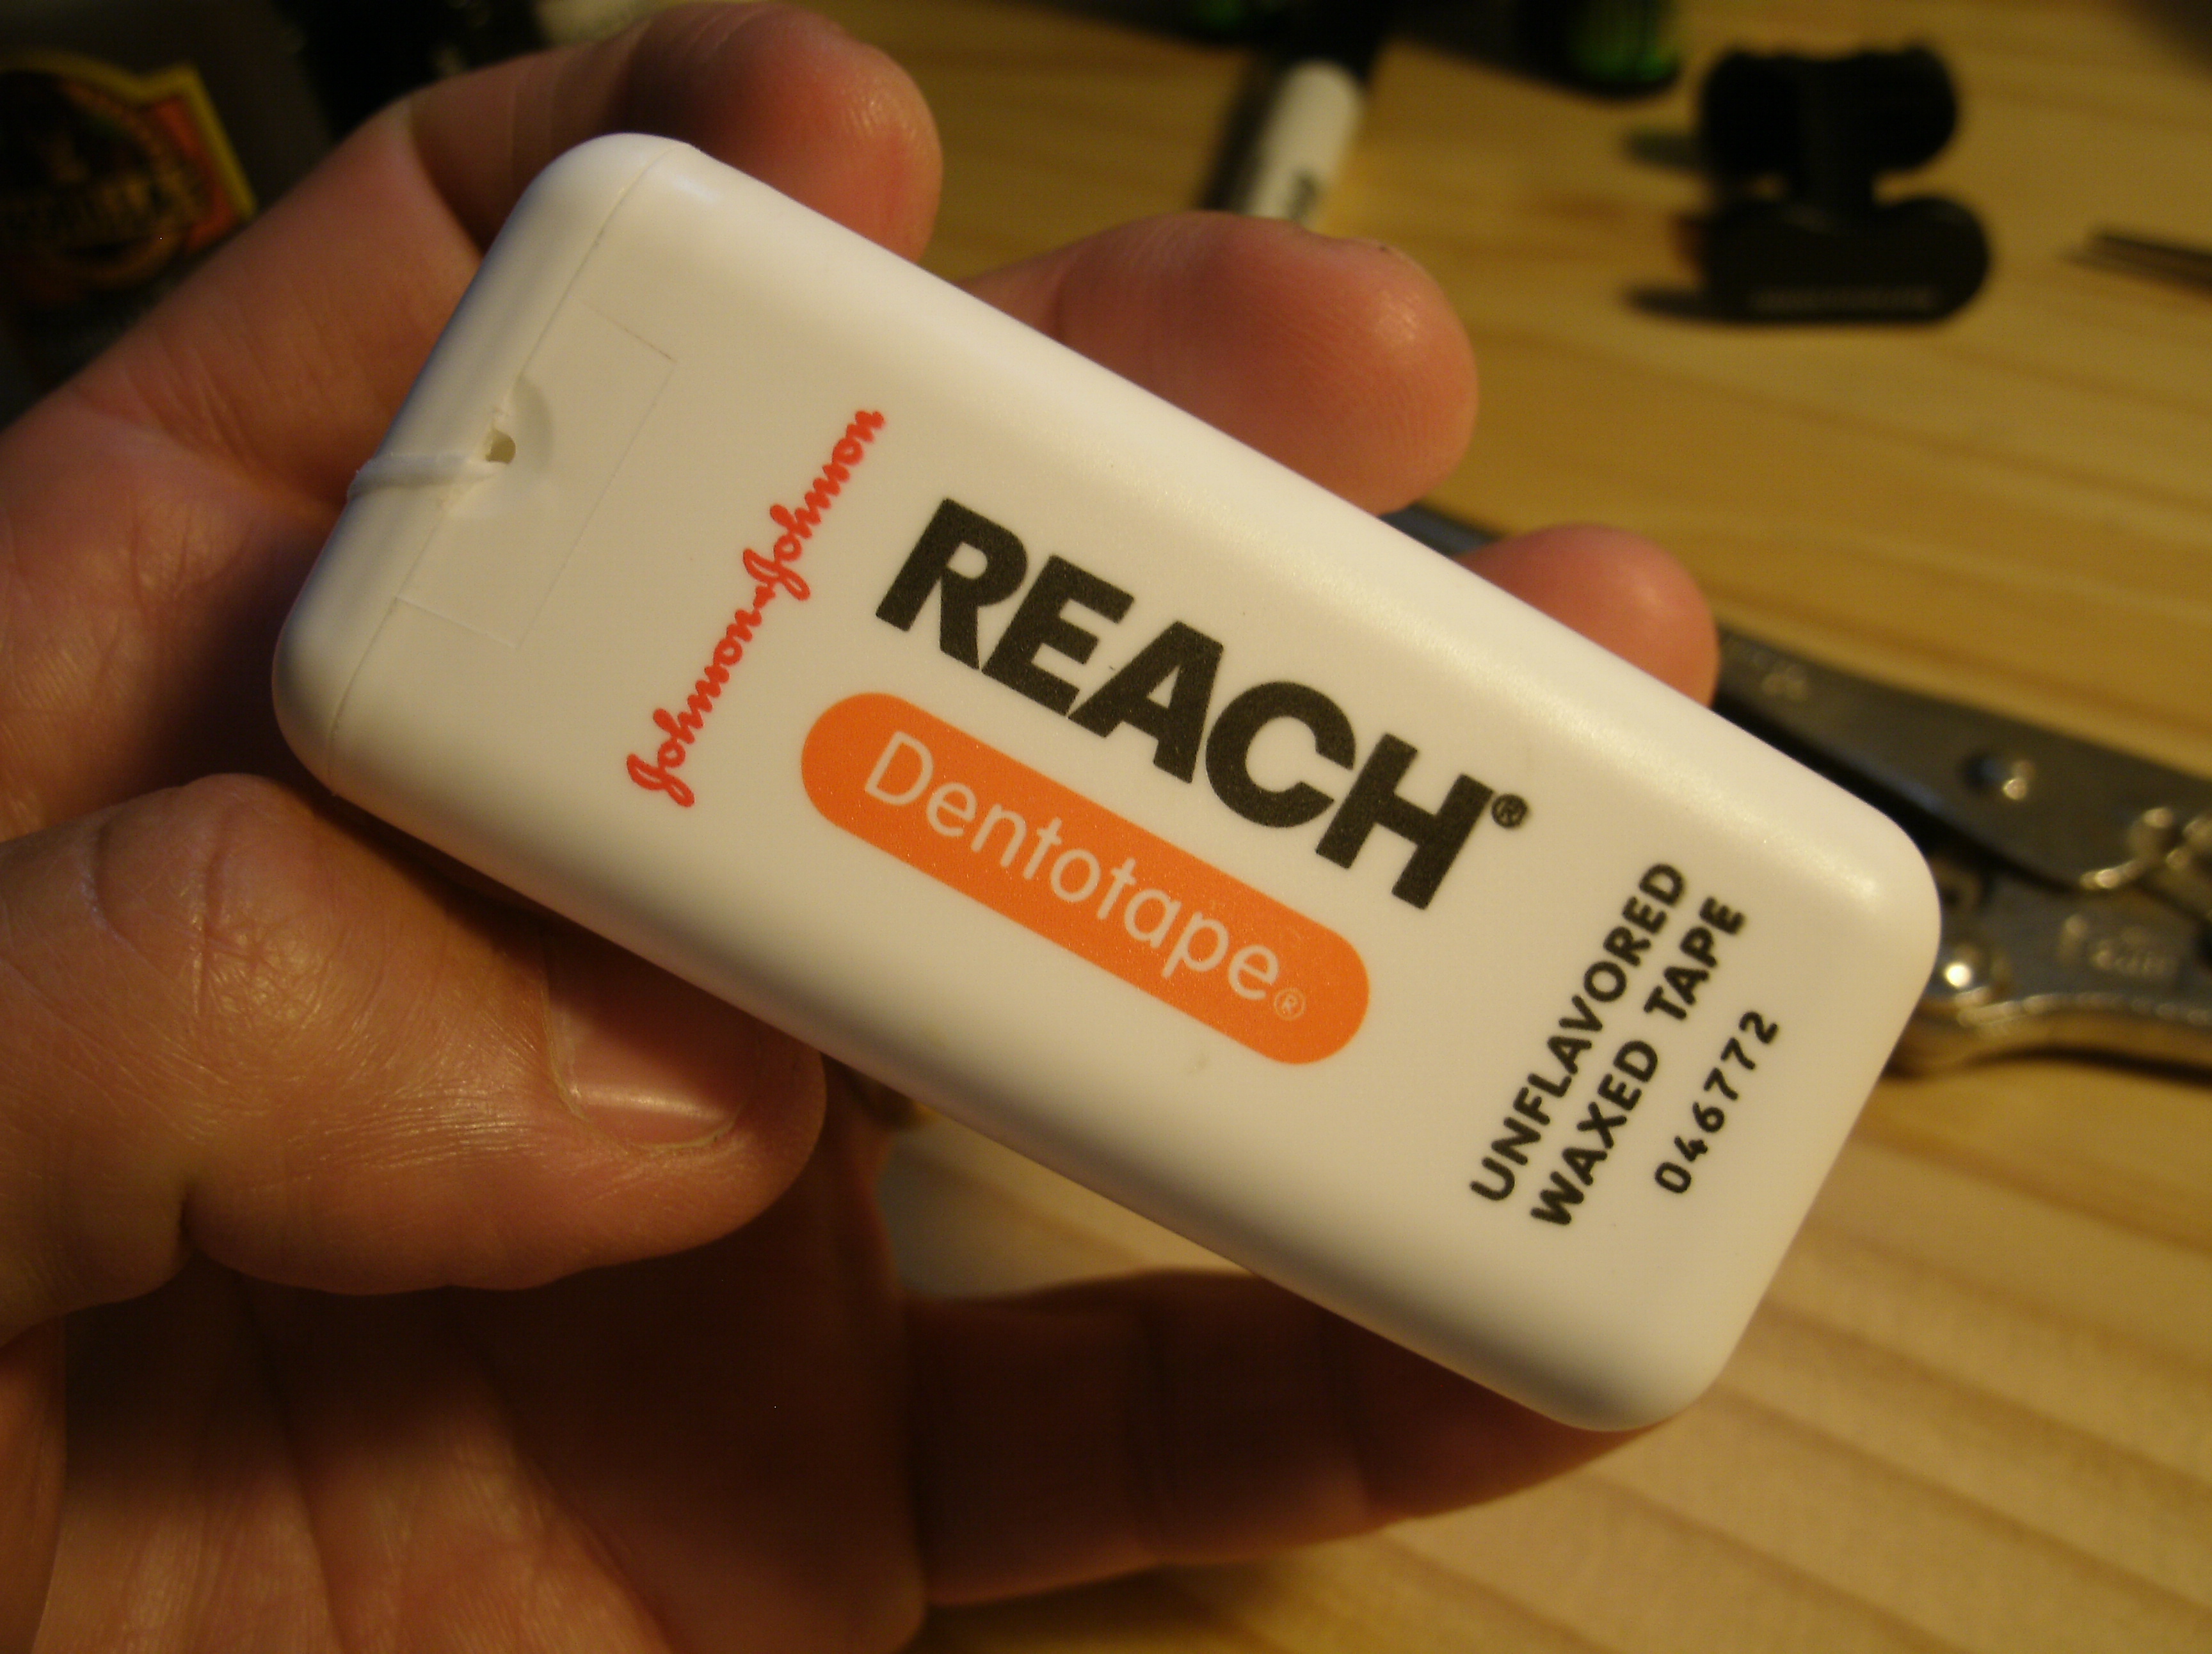 Johnson & Johnson
REACH®
Dentotape®
UNFLAVORED
WAXED TAPE
046772